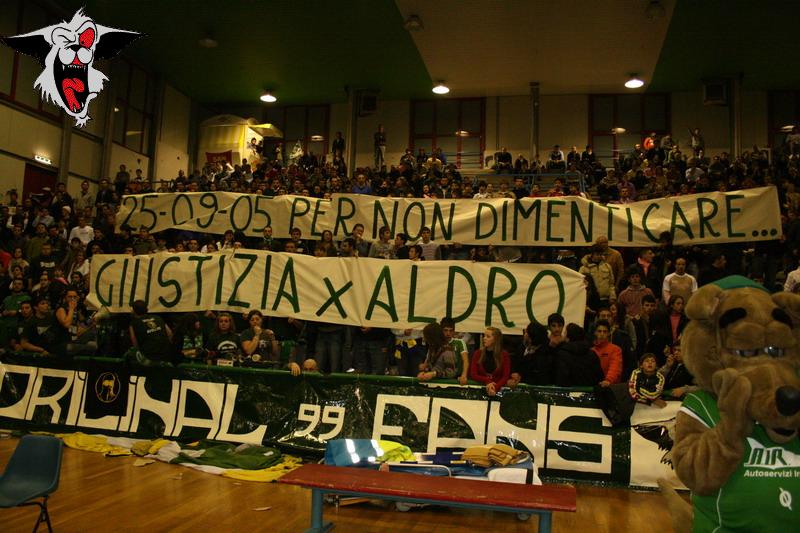 25-09-05 PER NON DIMENTICARE...
GIUSTIZIA x ALDRO
ORIGINAL 99 FANS
Autoservizi